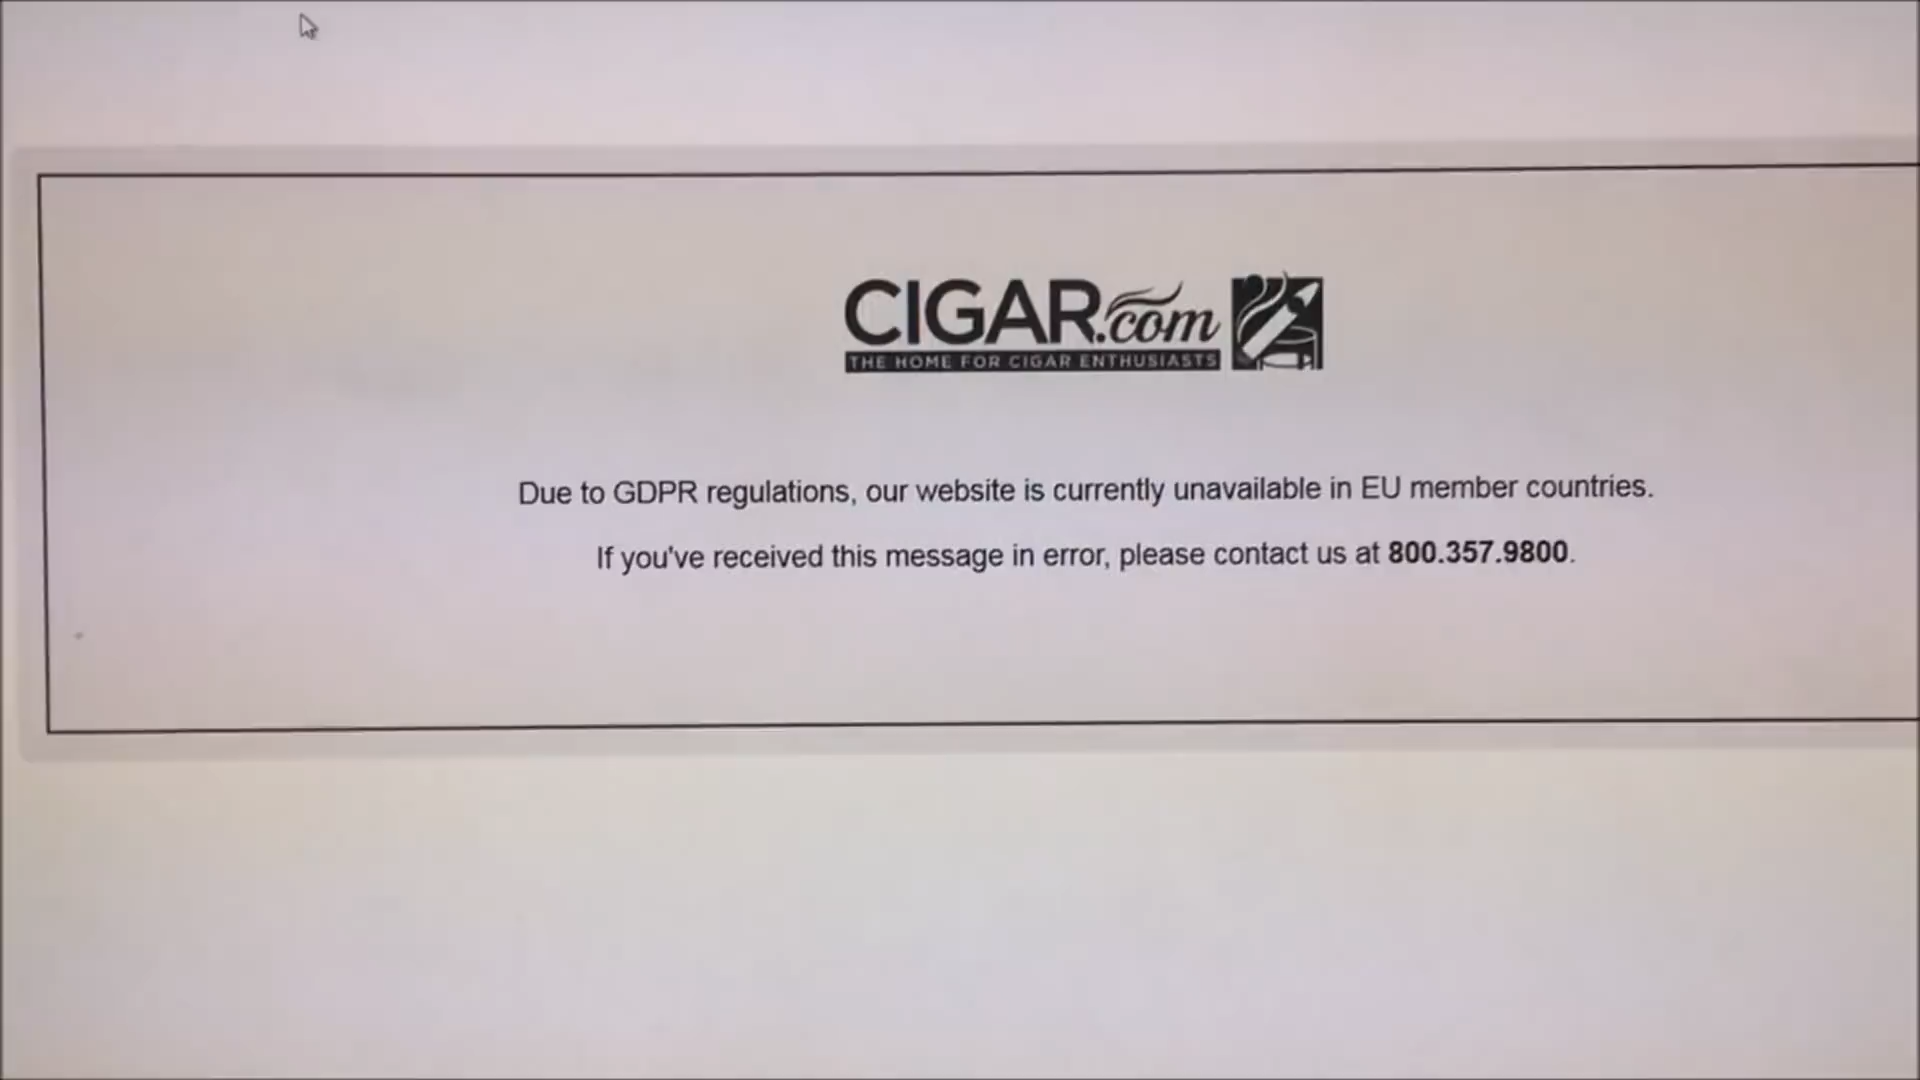 CIGAR.com
THE HOME FOR CIGAR ENTHUSIASTS
Due to GDPR regulations, our website is currently unavailable in EU member countries.
If you've received this message in error, please contact us at 800.357.9800.